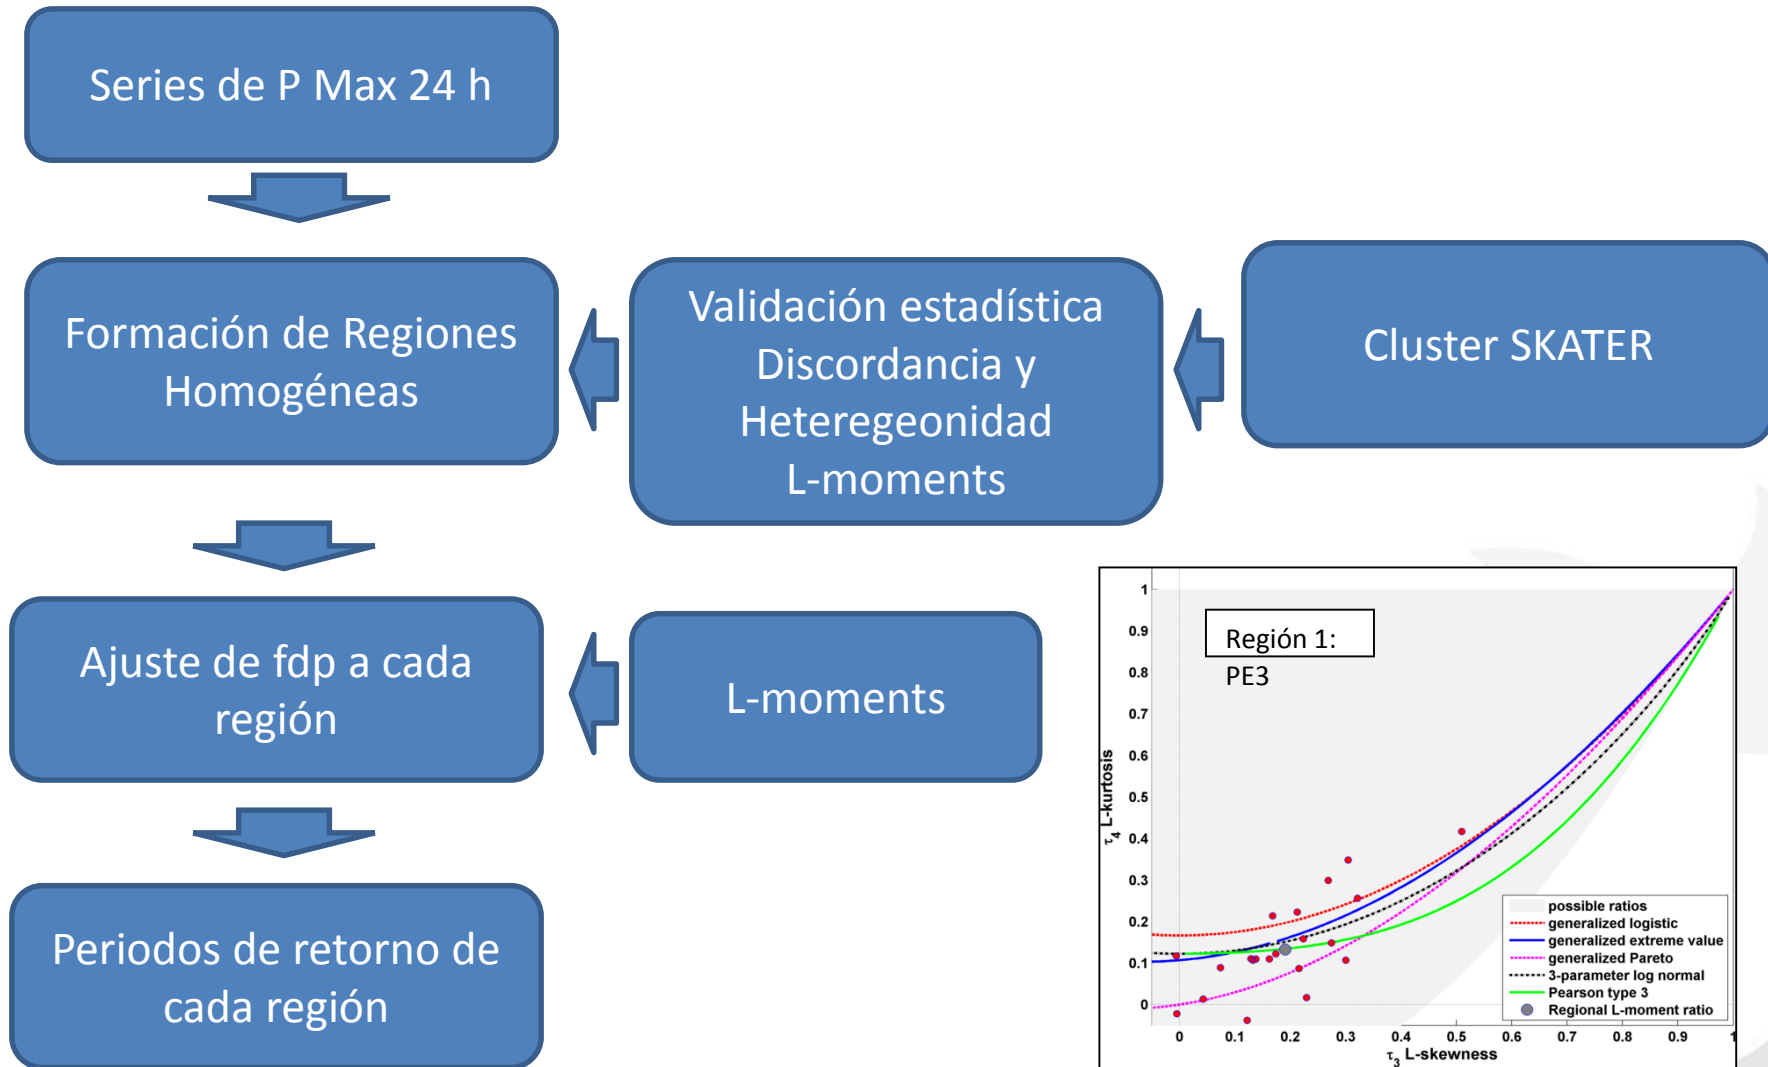 Series de P Max 24 h
Formación de Regiones
Homogéneas
Validación estadística
Discordancia y
Heteregeonidad
L-moments
Cluster SKATER
Ajuste de fdp a cada
región
L-moments
Periodos de retorno de
cada región
Región 1:
PE3
1
0.9
0.8
0.7
0.6
0.5
0.4
0.3
0.2
0.1
0
τ4 L-kurtosis
possible ratios
generalized logistic
generalized extreme value
generalized Pareto
3-parameter log normal
Pearson type 3
Regional L-moment ratio
0 0.1 0.2 0.3 0.4 0.5 0.6 0.7 0.8 0.9 1
τ3 L-skewness